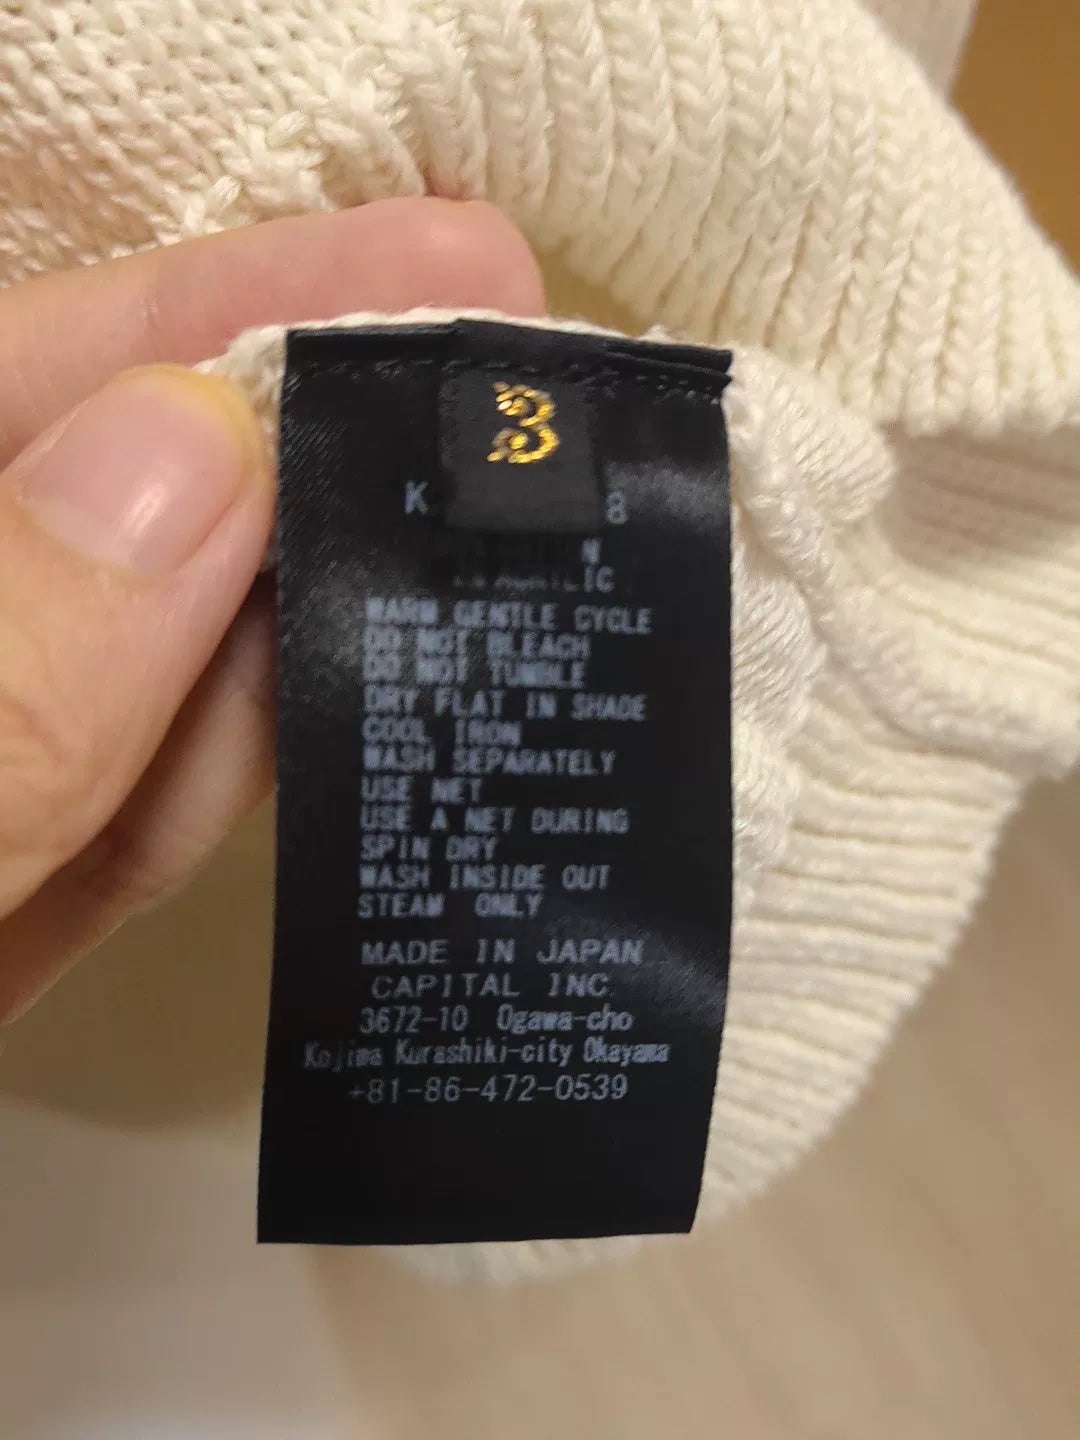 3
K 8
WARM GENTLE CYCLE
DO NOT BLEACH
DO NOT TUMBLE
DRY FLAT IN SHADE
COOL IRON
WASH SEPARATELY
USE NET
USE A NET DURING
SPIN DRY
WASH INSIDE OUT
STEAM ONLY
MADE IN JAPAN
CAPITAL INC.
3672-10 Ogawa-cho
Kojima Kurashiki-city Okayama
+81-86-472-0539